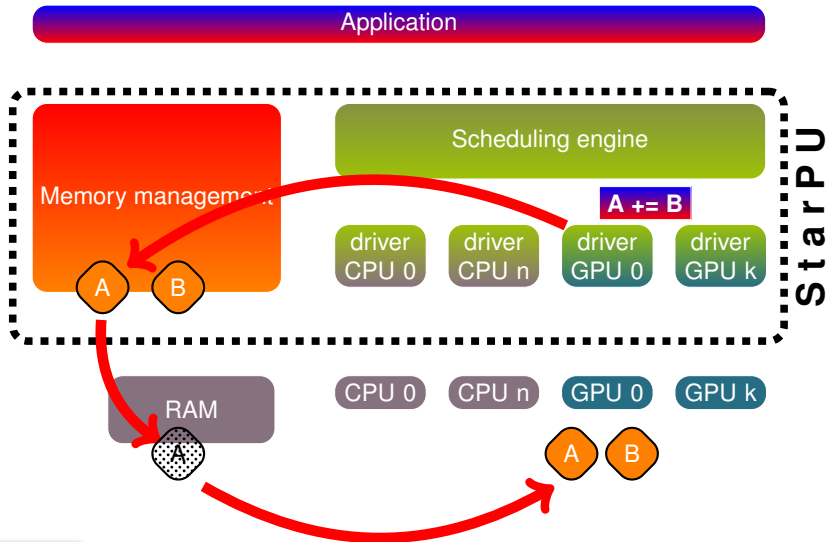 Application
Scheduling engine
Memory management
A += B
driver
CPU 0
driver
CPU n
driver
GPU 0
driver
GPU k
A
B
StarPU
RAM
CPU 0
CPU n
GPU 0
GPU k
A
A
B